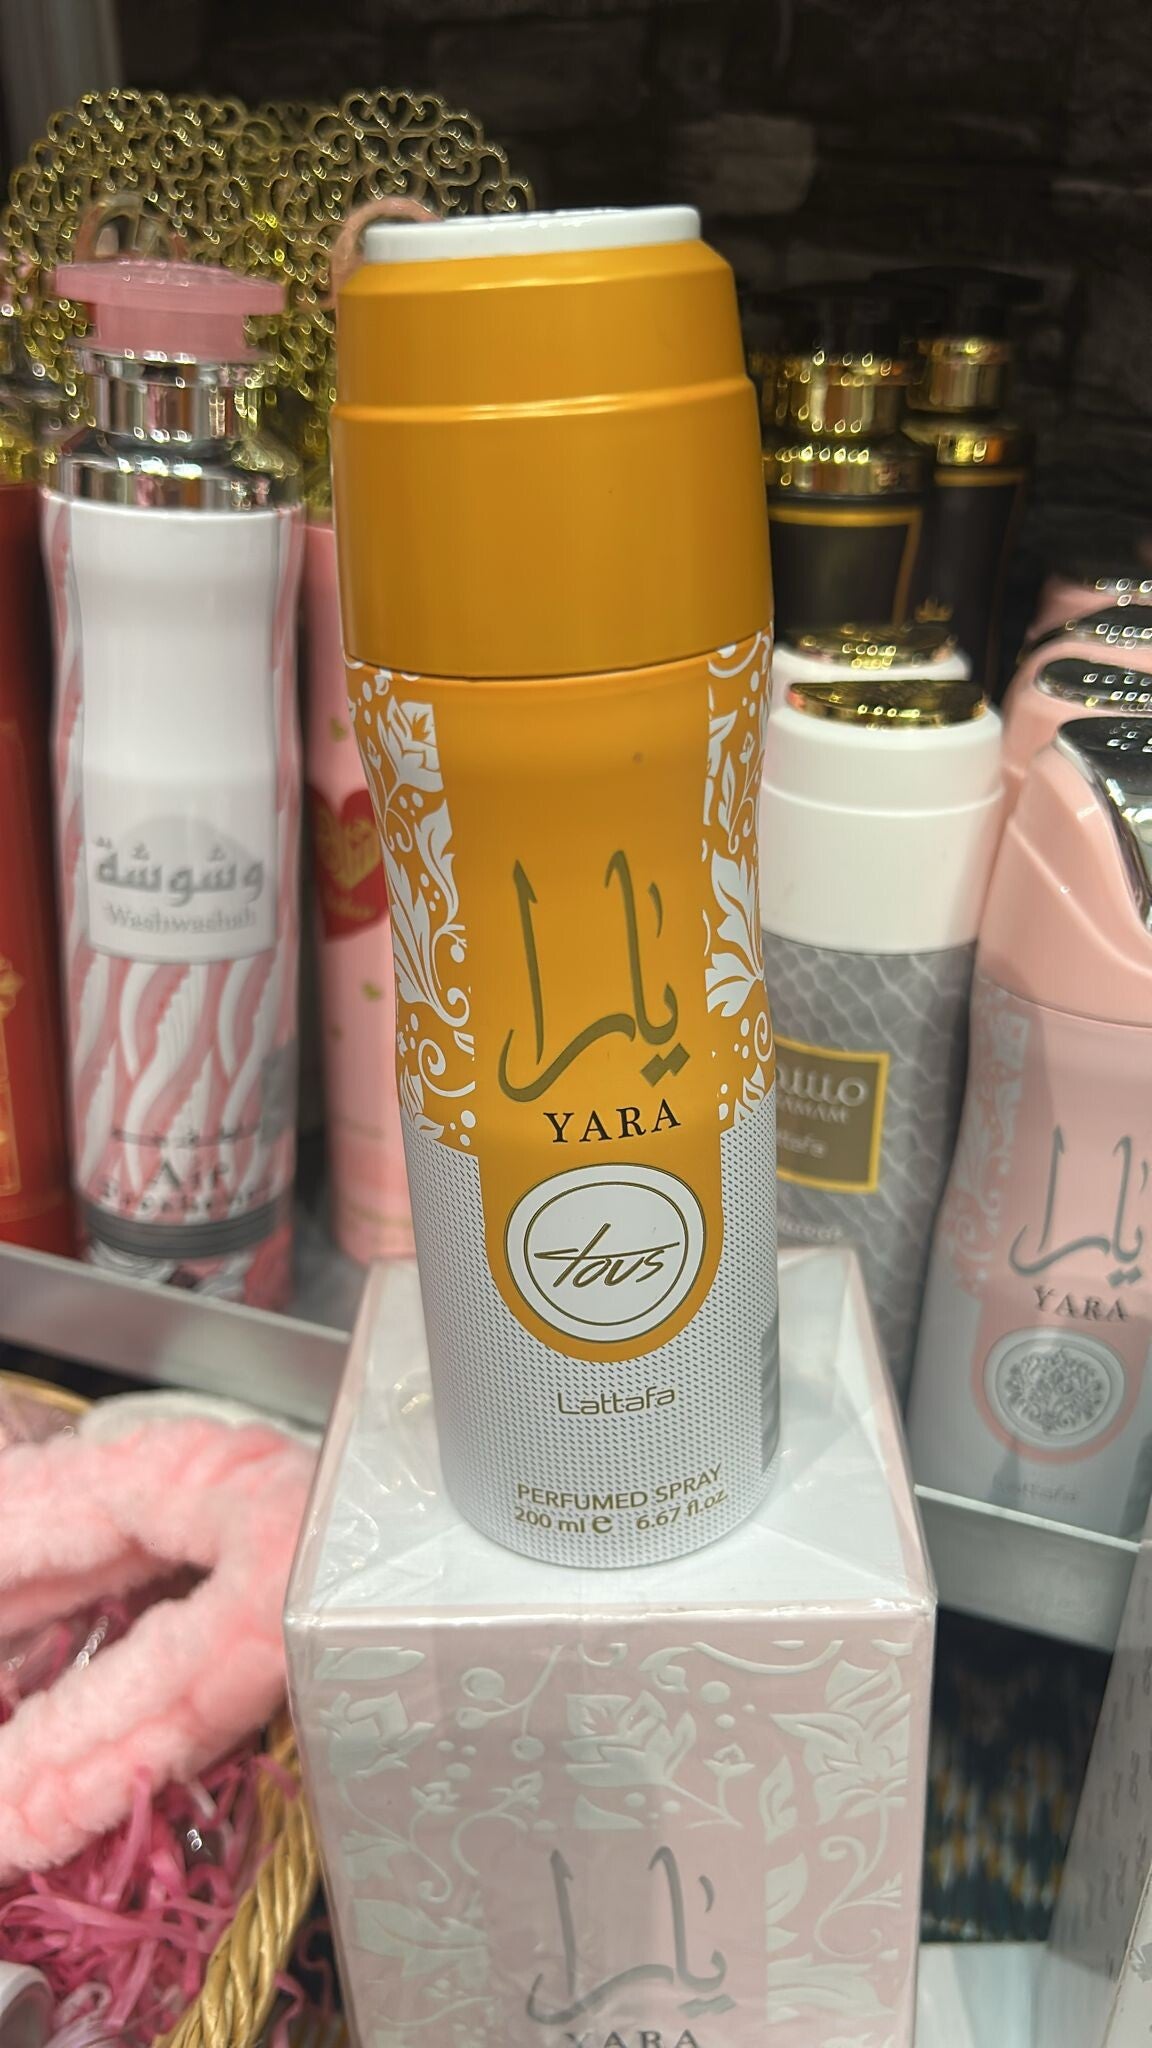 يارا
YARA
tous
Lattafa
PERFUMED SPRAY
200 ml e 6.67 fl.oz.
وشوشة
Washwashah
Air
يارا
YARA
يارا
YARA